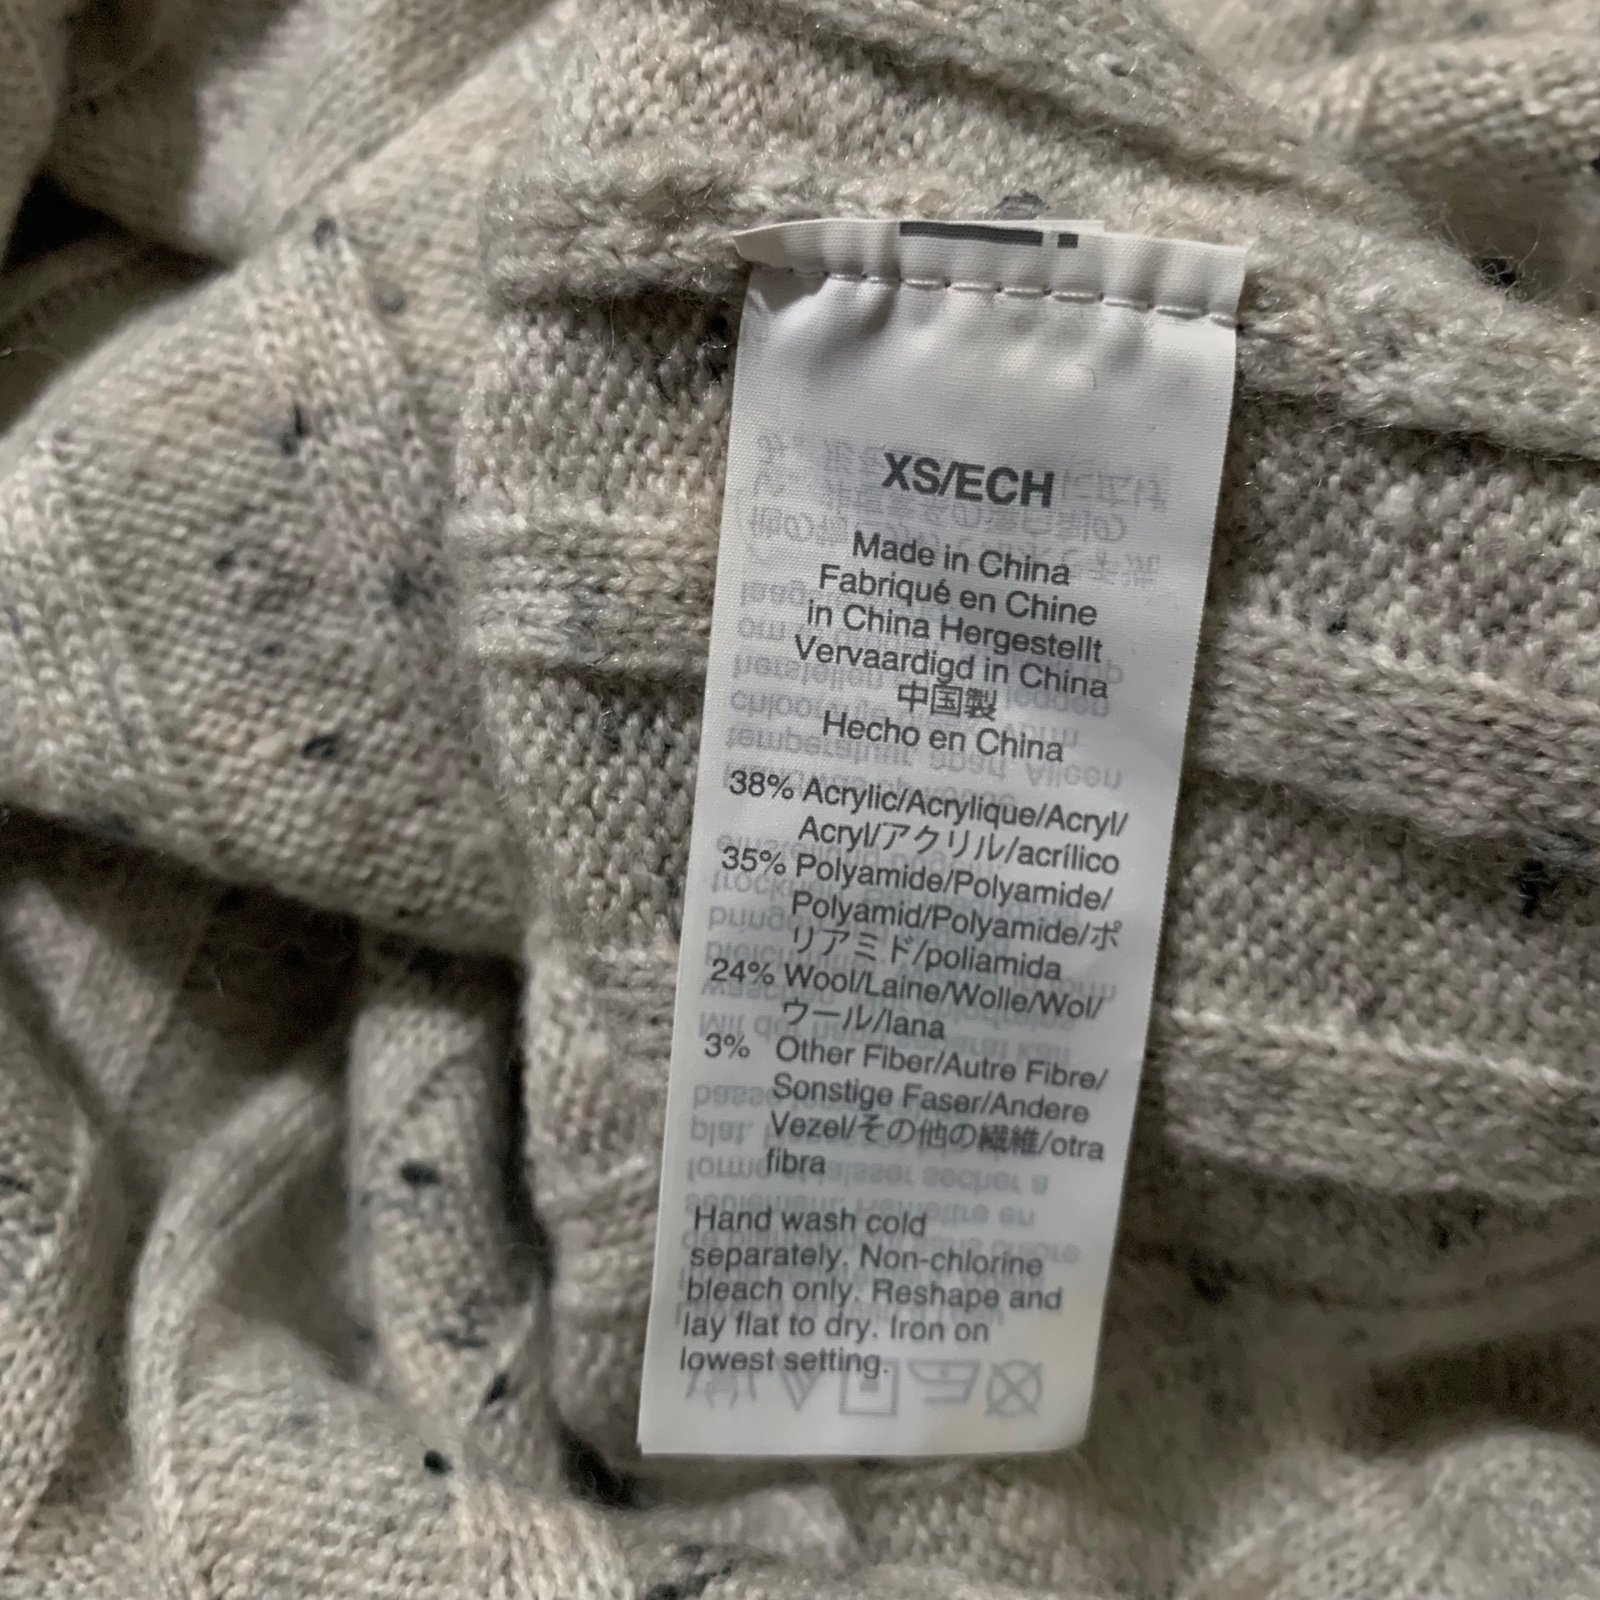 XS/ECH
Made in China
Fabriqué en Chine
in China Hergestellt
Vervaardigd in China
中国製
Hecho en China
38% Acrylic/Acrylique/Acryl/
Acryl/アクリル/acrílico
35% Polyamide/Polyamide/
Polyamid/Polyamide/ポ
リアミド/poliamida
24% Wool/Laine/Wolle/Wol/
ウール/lana
3% Other Fiber/Autre Fibre/
Sonstige Faser/Andere
Vezel/その他の繊維/otra
fibra
Hand wash cold
separately. Non-chlorine
bleach only. Reshape and
lay flat to dry. Iron on
lowest setting.